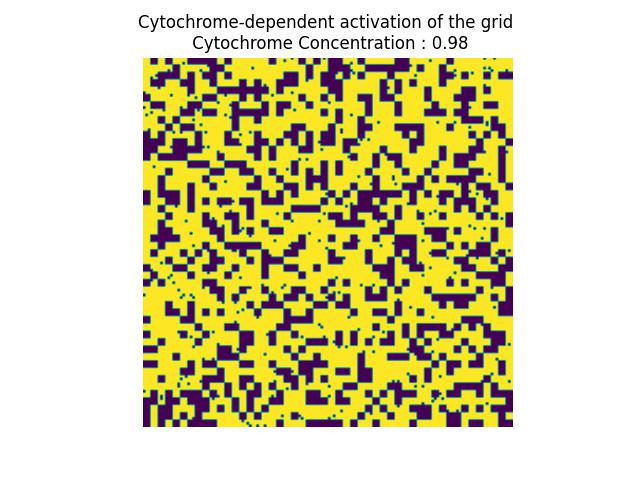 Cytochrome-dependent activation of the grid
Cytochrome Concentration : 0.98